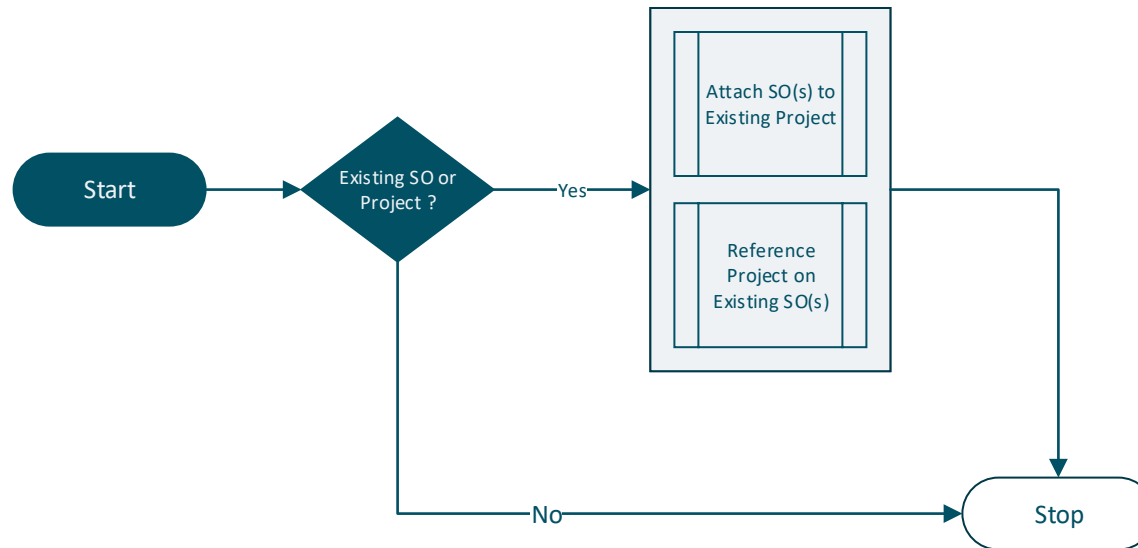 Start
Existing SO or
Project ?
Yes
Attach SO(s) to
Existing Project
Reference
Project on
Existing SO(s)
No
Stop